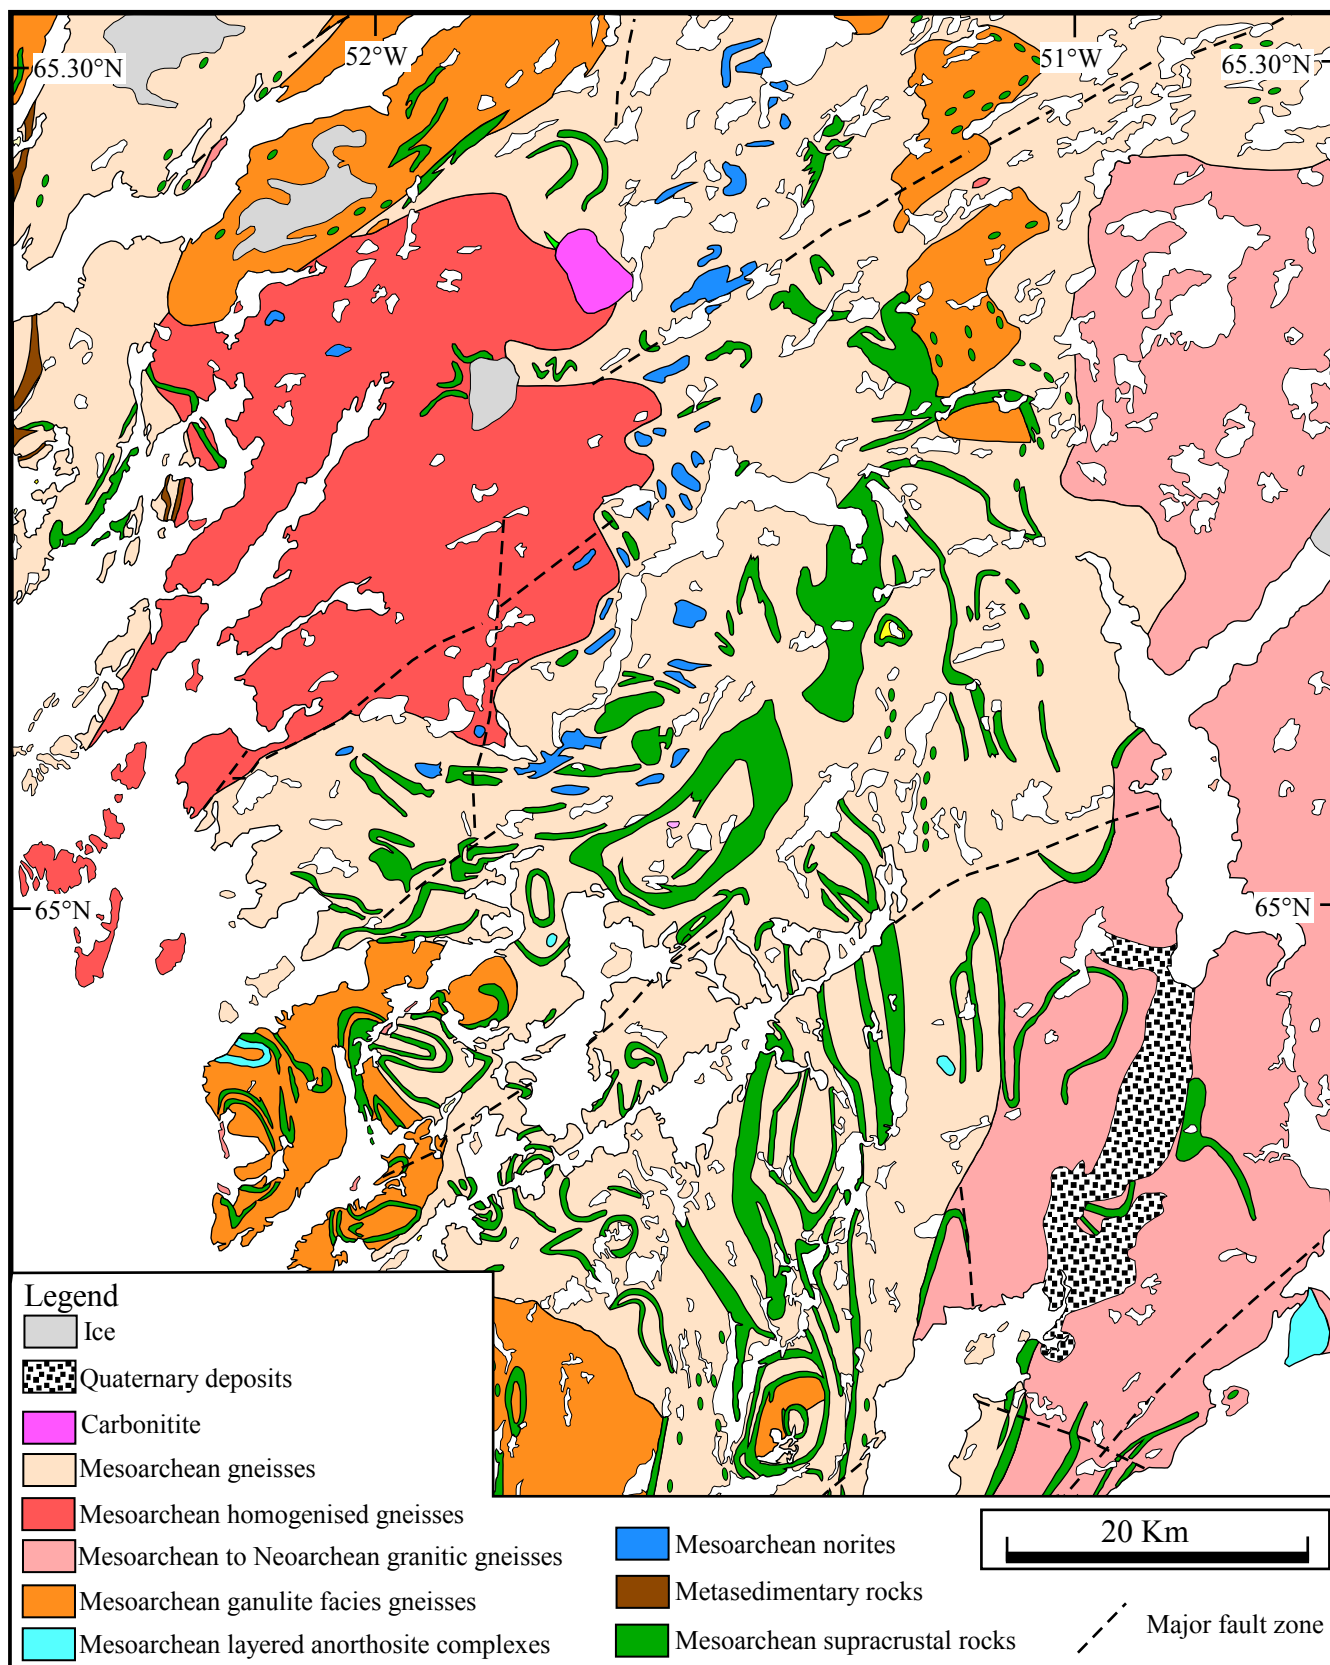 52°W
51°W
65.30°N
65.30°N
65°N
65°N
Legend
Ice
Quaternary deposits
Carbonitite
Mesoarchean gneisses
Mesoarchean homogenised gneisses
Mesoarchean to Neoarchean granitic gneisses
Mesoarchean ganulite facies gneisses
Mesoarchean layered anorthosite complexes
Mesoarchean norites
Metasedimentary rocks
Mesoarchean supracrustal rocks
20 Km
Major fault zone